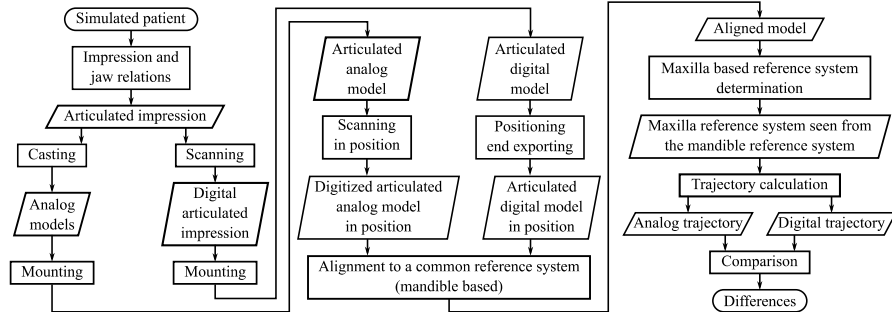 Simulated patient
Impression and
jaw relations
Articulated impression
Casting
Scanning
Analog
models
Digital
articulated
impression
Mounting
Mounting
Articulated
analog
model
Articulated
digital
model
Scanning
in position
Positioning
end exporting
Digitized articulated
analog model
in position
Articulated
digital model
in position
Alignment to a common reference system
(mandible based)
Aligned model
Maxilla based reference system
determination
Maxilla reference system seen from
the mandible reference system
Trajectory calculation
Analog trajectory
Digital trajectory
Comparison
Differences